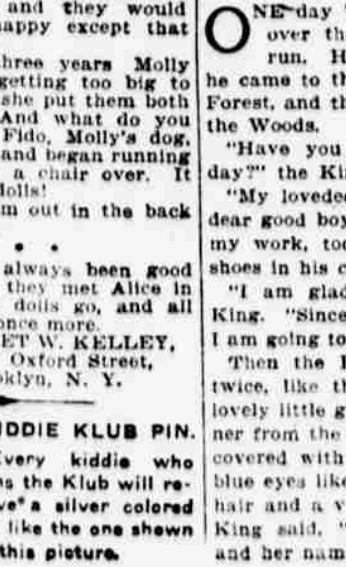 and they would
happy except that
three years Molly
getting too big to
she put them both
And what do you
Fido, Molly's dog,
and began running
a chair over. It
dolls!
m out in the back
always been good
they met Alice in
dolls go, and all
once more.
ET W. KELLEY,
Oxford Street,
oklyn, N. Y.
IDDIE KLUB PIN.
Every kiddie who
ns the Klub will re-
ve a silver colored
like the one shown
this picture.
ONE day
over th
run. H
he came to th
Forest, and th
the Woods.
"Have you
day?" the Ki
"My lovedea
dear good boy
my work, too
shoes in his c
"I am glad
King. "Since
I am going to
Then the K
twice, like th
lovely little g
ner from the
covered with
blue eyes like
hair and a v
King said, "
and her nam